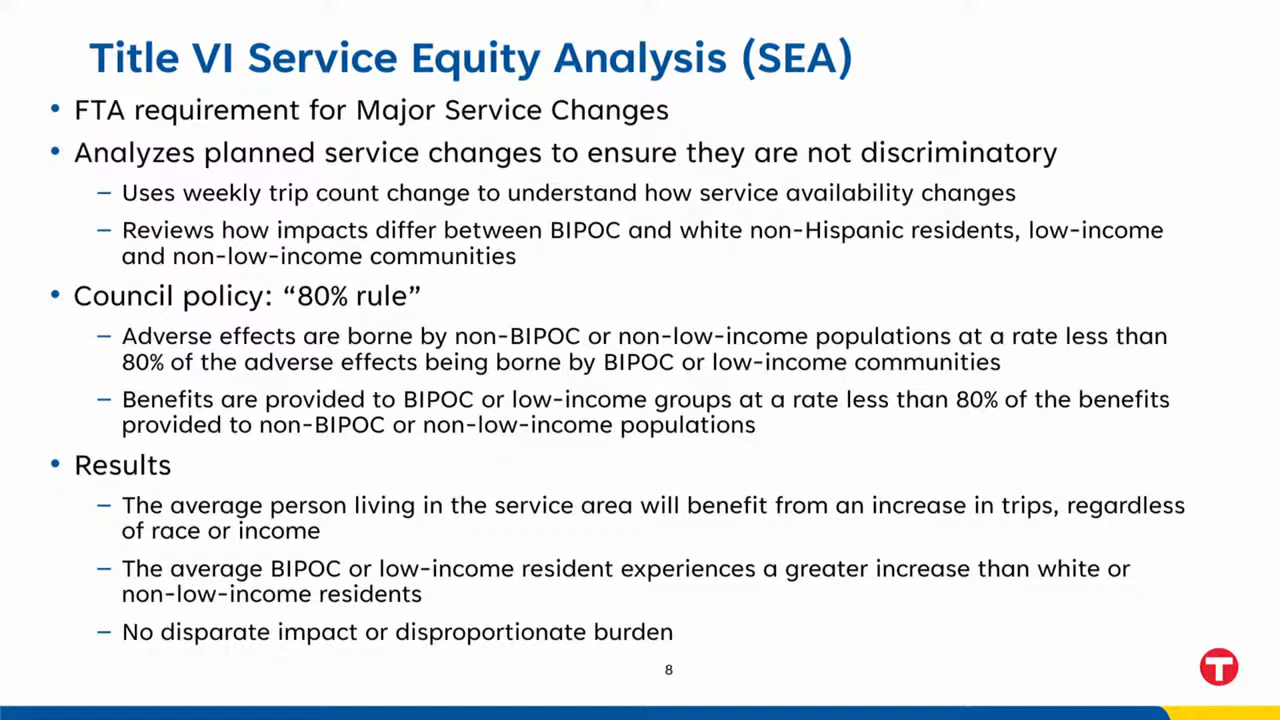 Title VI Service Equity Analysis (SEA)
• FTA requirement for Major Service Changes
• Analyzes planned service changes to ensure they are not discriminatory
– Uses weekly trip count change to understand how service availability changes
– Reviews how impacts differ between BIPOC and white non-Hispanic residents, low-income
and non-low-income communities
• Council policy: “80% rule”
– Adverse effects are borne by non-BIPOC or non-low-income populations at a rate less than
80% of the adverse effects being borne by BIPOC or low-income communities
– Benefits are provided to BIPOC or low-income groups at a rate less than 80% of the benefits
provided to non-BIPOC or non-low-income populations
• Results
– The average person living in the service area will benefit from an increase in trips, regardless
of race or income
– The average BIPOC or low-income resident experiences a greater increase than white or
non-low-income residents
– No disparate impact or disproportionate burden
8
T